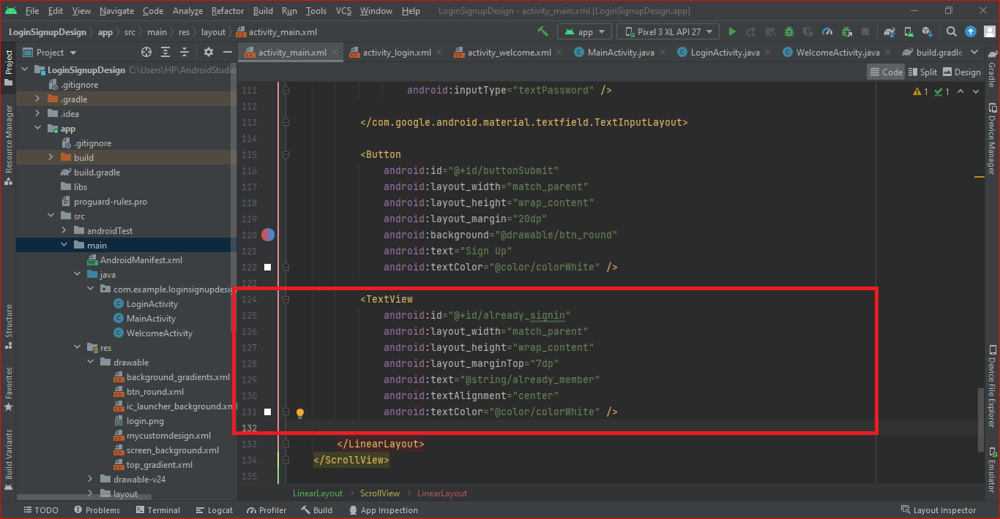 File Edit View Navigate Code Analyze Refactor Build Run Tools VCS Window Help LoginSignupDesign - activity_main.xml [LoginSignupDesign.app]
LoginSignupDesign app src main res layout activity_main.xml app Pixel 3 XL API 27
Project activity_main.xml activity_login.xml activity_welcome.xml MainActivity.java LoginActivity.java WelcomeActivity.java build.gradle
Code Split Design
LoginSignupDesign C:\Users\HP\AndroidStudio
.gitignore
.gradle
.idea
app
.gitignore
build
build.gradle
libs
proguard-rules.pro
src
androidTest
main
AndroidManifest.xml
java
com.example.loginsignupdesig
LoginActivity
MainActivity
WelcomeActivity
res
drawable
background_gradients.xml
btn_round.xml
ic_launcher_background.xm
login.png
mycustomdesign.xml
screen_background.xml
top_gradient.xml
drawable-v24
layout
1 1
111 android:inputType="textPassword" />
112
113 </com.google.android.material.textfield.TextInputLayout>
114
115 <Button
116 android:id="@+id/buttonSubmit"
117 android:layout_width="match_parent"
118 android:layout_height="wrap_content"
119 android:layout_margin="20dp"
120 android:background="@drawable/btn_round"
121 android:text="Sign Up"
122 android:textColor="@color/colorWhite" />
123
124 <TextView
125 android:id="@+id/already_signin"
126 android:layout_width="match_parent"
127 android:layout_height="wrap_content"
128 android:layout_marginTop="7dp"
129 android:text="@string/already_member"
130 android:textAlignment="center"
131 android:textColor="@color/colorWhite" />
132
133 </LinearLayout>
134 </ScrollView>
135
LinearLayout ScrollView LinearLayout
TODO Problems Terminal Logcat Profiler Build App Inspection Layout Inspector
Project
Resource Manager
Structure
Favorites
Build Variants
Gradle
Device Manager
Device File Explorer
Emulator